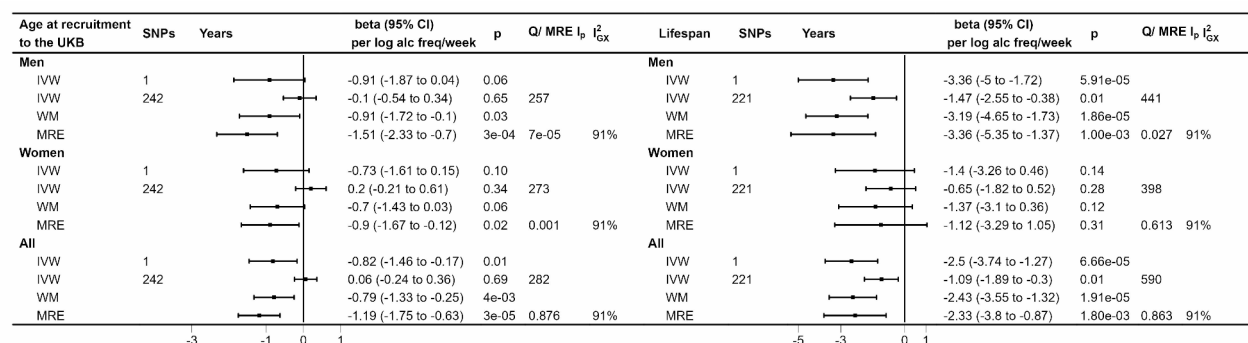 Age at recruitment to the UKB SNPs Years beta (95% CI) per log alc freq/week p Q/ MRE Ip I²GX
Men
IVW 1 -0.91 (-1.87 to 0.04) 0.06
IVW 242 -0.1 (-0.54 to 0.34) 0.65 257
WM -0.91 (-1.72 to -0.1) 0.03
MRE -1.51 (-2.33 to -0.7) 3e-04 7e-05 91%
Women
IVW 1 -0.73 (-1.61 to 0.15) 0.10
IVW 242 0.2 (-0.21 to 0.61) 0.34 273
WM -0.7 (-1.43 to 0.03) 0.06
MRE -0.9 (-1.67 to -0.12) 0.02 0.001 91%
All
IVW 1 -0.82 (-1.46 to -0.17) 0.01
IVW 242 0.06 (-0.24 to 0.36) 0.69 282
WM -0.79 (-1.33 to -0.25) 4e-03
MRE -1.19 (-1.75 to -0.63) 3e-05 0.876 91%
-3 -1 0 1
Lifespan SNPs Years beta (95% CI) per log alc freq/week p Q/ MRE Ip I²GX
Men
IVW 1 -3.36 (-5 to -1.72) 5.91e-05
IVW 221 -1.47 (-2.55 to -0.38) 0.01 441
WM -3.19 (-4.65 to -1.73) 1.86e-05
MRE -3.36 (-5.35 to -1.37) 1.00e-03 0.027 91%
Women
IVW 1 -1.4 (-3.26 to 0.46) 0.14
IVW 221 -0.65 (-1.82 to 0.52) 0.28 398
WM -1.37 (-3.1 to 0.36) 0.12
MRE -1.12 (-3.29 to 1.05) 0.31 0.613 91%
All
IVW 1 -2.5 (-3.74 to -1.27) 6.66e-05
IVW 221 -1.09 (-1.89 to -0.3) 0.01 590
WM -2.43 (-3.55 to -1.32) 1.91e-05
MRE -2.33 (-3.8 to -0.87) 1.80e-03 0.863 91%
-5 -3 0 1